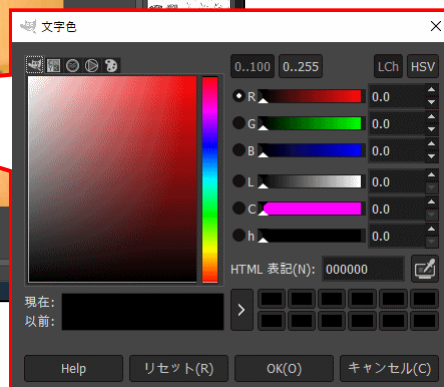 文字色
0..100 0..255 LCh HSV
R 0.0
G 0.0
B 0.0
L 0.0
C 0.0
h 0.0
HTML 表記(N): 000000
現在:
以前:
Help リセット(R) OK(O) キャンセル(C)